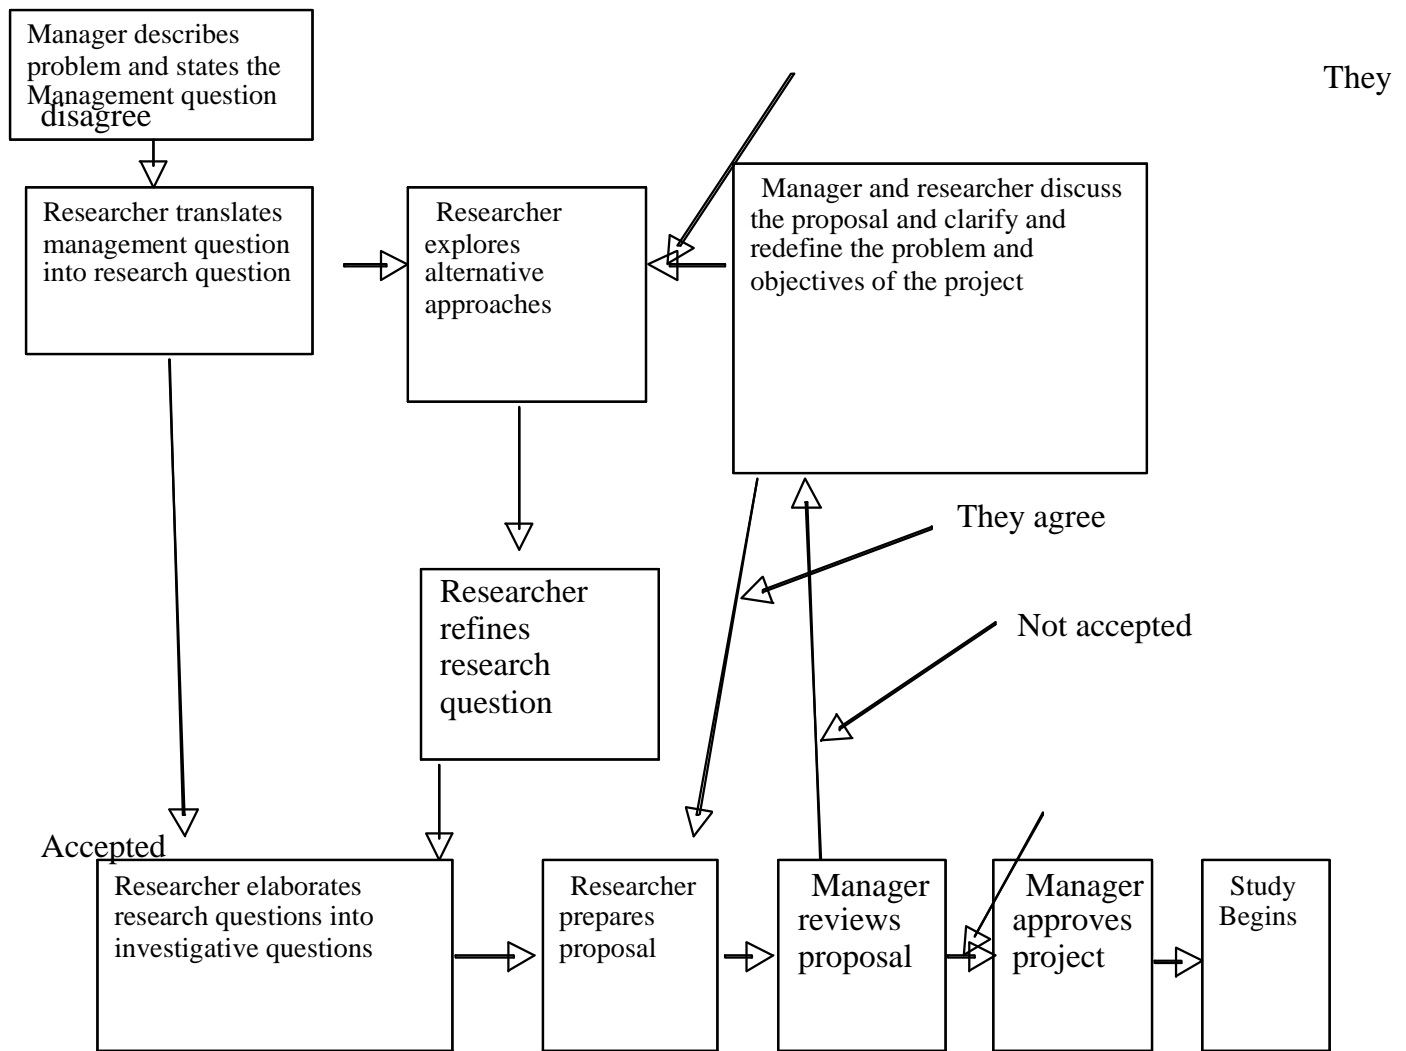 Manager describes
problem and states the
Management question
They
disagree
Researcher translates
management question
into research question
Researcher
explores
alternative
approaches
Manager and researcher discuss
the proposal and clarify and
redefine the problem and
objectives of the project
They agree
Researcher
refines
research
question
Not accepted
Accepted
Researcher elaborates
research questions into
investigative questions
Researcher
prepares
proposal
Manager
reviews
proposal
Manager
approves
project
Study
Begins